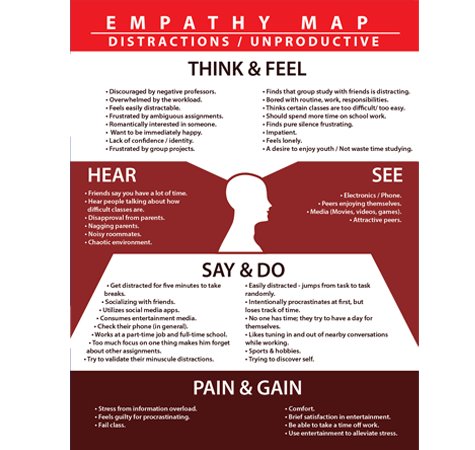 EMPATHY MAP
DISTRACTIONS / UNPRODUCTIVE
THINK & FEEL
• Discouraged by negative professors.
• Overwhelmed by the workload.
• Feels easily distractable.
• Frustrated by ambiguous assignments.
• Romantically interested in someone.
• Want to be immediately happy.
• Lack of confidence / identity.
• Frustrated by group projects.
• Finds that group study with friends is distracting.
• Bored with routine, work, responsibilities.
• Thinks certain classes are too difficult/ too easy.
• Should spend more time on school work.
• Finds pure silence frustrating.
• Impatient.
• Feels lonely.
• A desire to enjoy youth / Not waste time studying.
HEAR
• Friends say you have a lot of time.
• Hear people talking about how
difficult classes are.
• Disapproval from parents.
• Nagging parents.
• Noisy roommates.
• Chaotic environment.
SEE
• Electronics / Phone.
• Peers enjoying themselves.
• Media (Movies, videos, games).
• Attractive peers.
SAY & DO
• Get distracted for five minutes to take
breaks.
• Socializing with friends.
• Utilizes social media apps.
• Consumes entertainment media.
• Check their phone (in general).
• Works at a part-time job and full-time school.
• Too much focus on one thing makes him forget
about other assignments.
• Try to validate their minuscule distractions.
• Easily distracted - jumps from task to task
randomly.
• Intentionally procrastinates at first, but
loses track of time.
• No one has time; they try to have a day for
themselves.
• Likes tuning in and out of nearby conversations
while working.
• Sports & hobbies.
• Trying to discover self.
PAIN & GAIN
• Stress from information overload.
• Feels guilty for procrastinating.
• Fail class.
• Comfort.
• Brief satisfaction in entertainment.
• Be able to take a time off work.
• Use entertainment to alleviate stress.